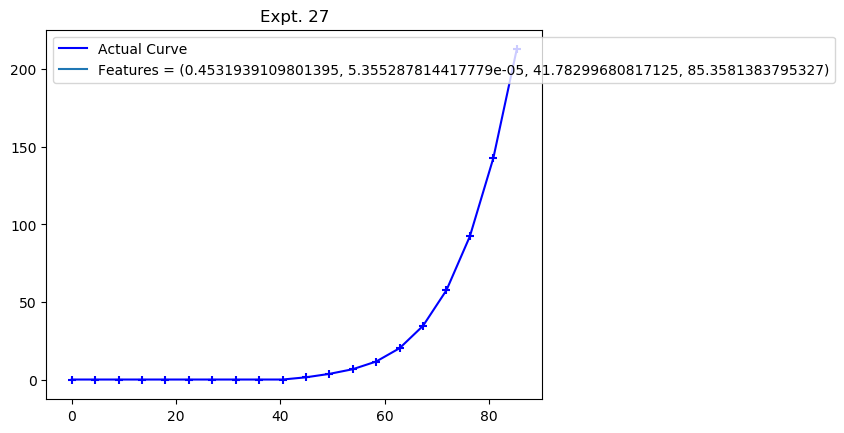 Expt. 27
Actual Curve
Features = (0.4531939109801395, 5.355287814417779e-05, 41.78299680817125, 85.3581383795327)
200
150
100
50
0
0 20 40 60 80